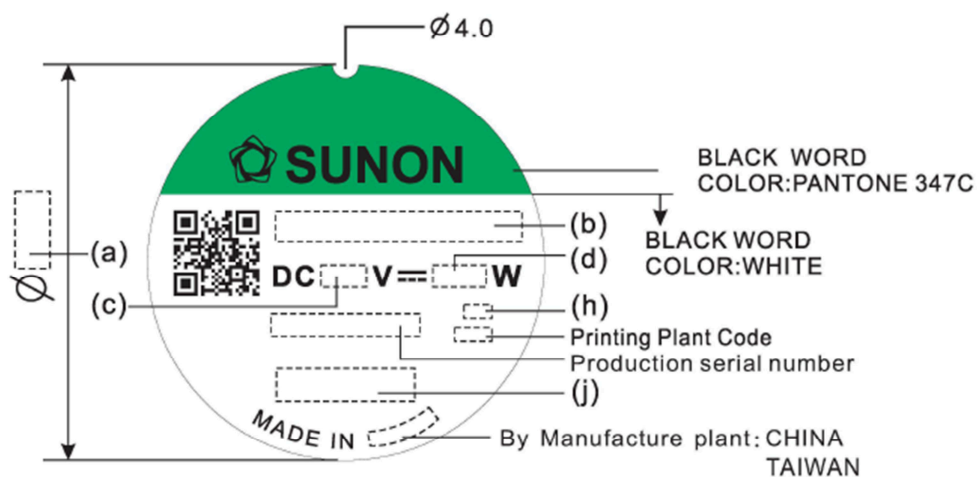 Ø4.0
SUNON
BLACK WORD
COLOR:PANTONE 347C
(b)
BLACK WORD
COLOR:WHITE
Ø
(a)
(d)
DC V W
(c)
(h)
Printing Plant Code
Production serial number
(j)
MADE IN
By Manufacture plant: CHINA
TAIWAN